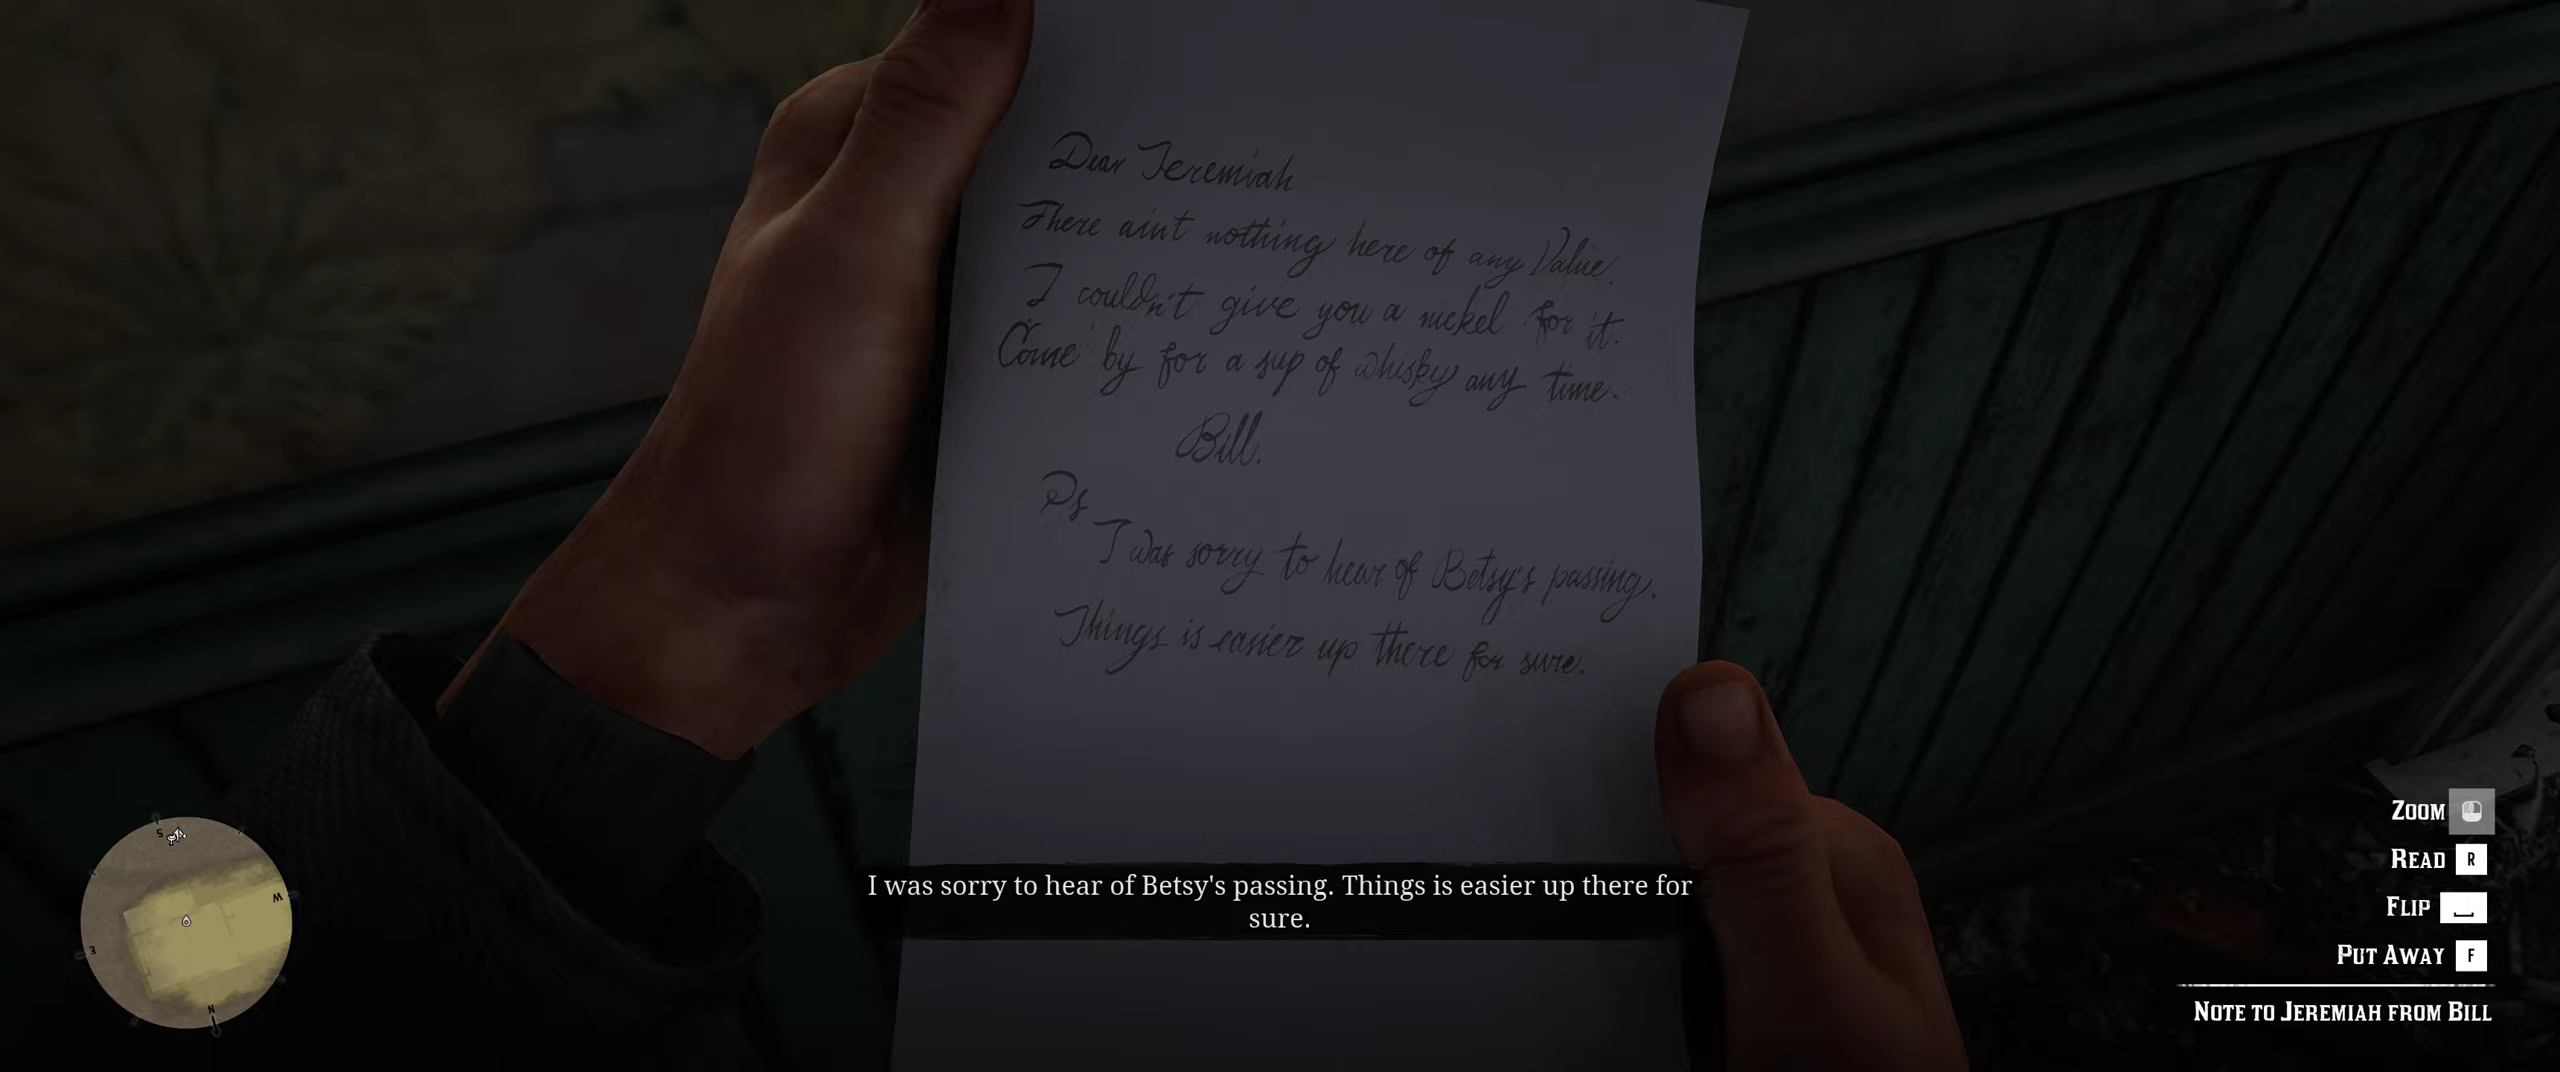 Dear Jeremiah
There ain't nothing here of any Value.
I couldn't give you a nickel for it.
Come by for a sup of whisky any time.
Bill.
Ps
I was sorry to hear of Betsy's passing.
Things is easier up there for sure.
I was sorry to hear of Betsy's passing. Things is easier up there for
sure.
S
W
E
N
ZOOM
READ R
FLIP
PUT AWAY F
NOTE TO JEREMIAH FROM BILL